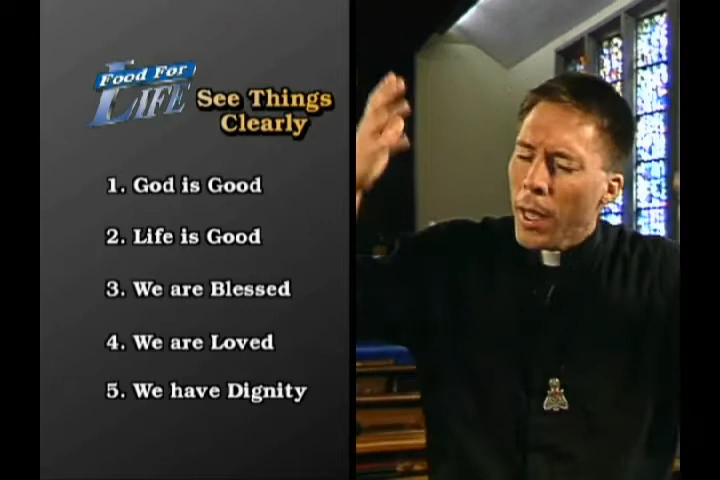 Food For
LIFE
See Things
Clearly
1. God is Good
2. Life is Good
3. We are Blessed
4. We are Loved
5. We have Dignity